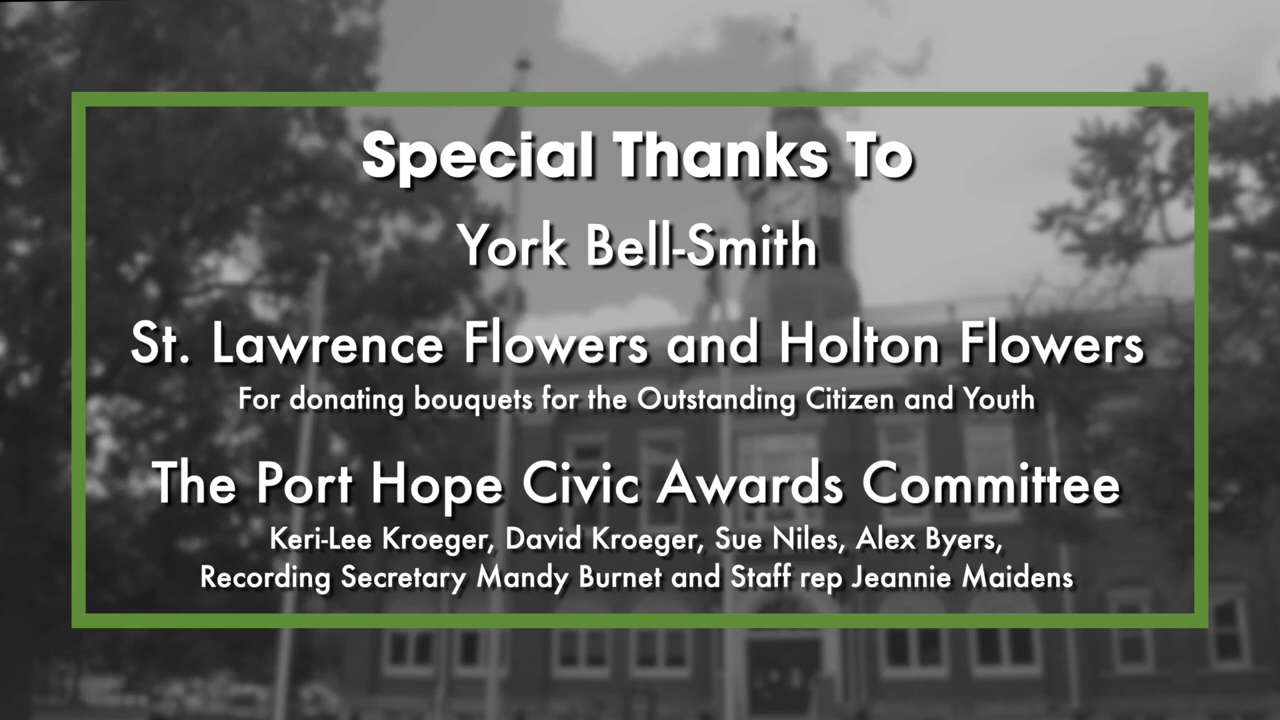 Special Thanks To
York Bell-Smith
St. Lawrence Flowers and Holton Flowers
For donating bouquets for the Outstanding Citizen and Youth
The Port Hope Civic Awards Committee
Keri-Lee Kroeger, David Kroeger, Sue Niles, Alex Byers,
Recording Secretary Mandy Burnet and Staff rep Jeannie Maidens